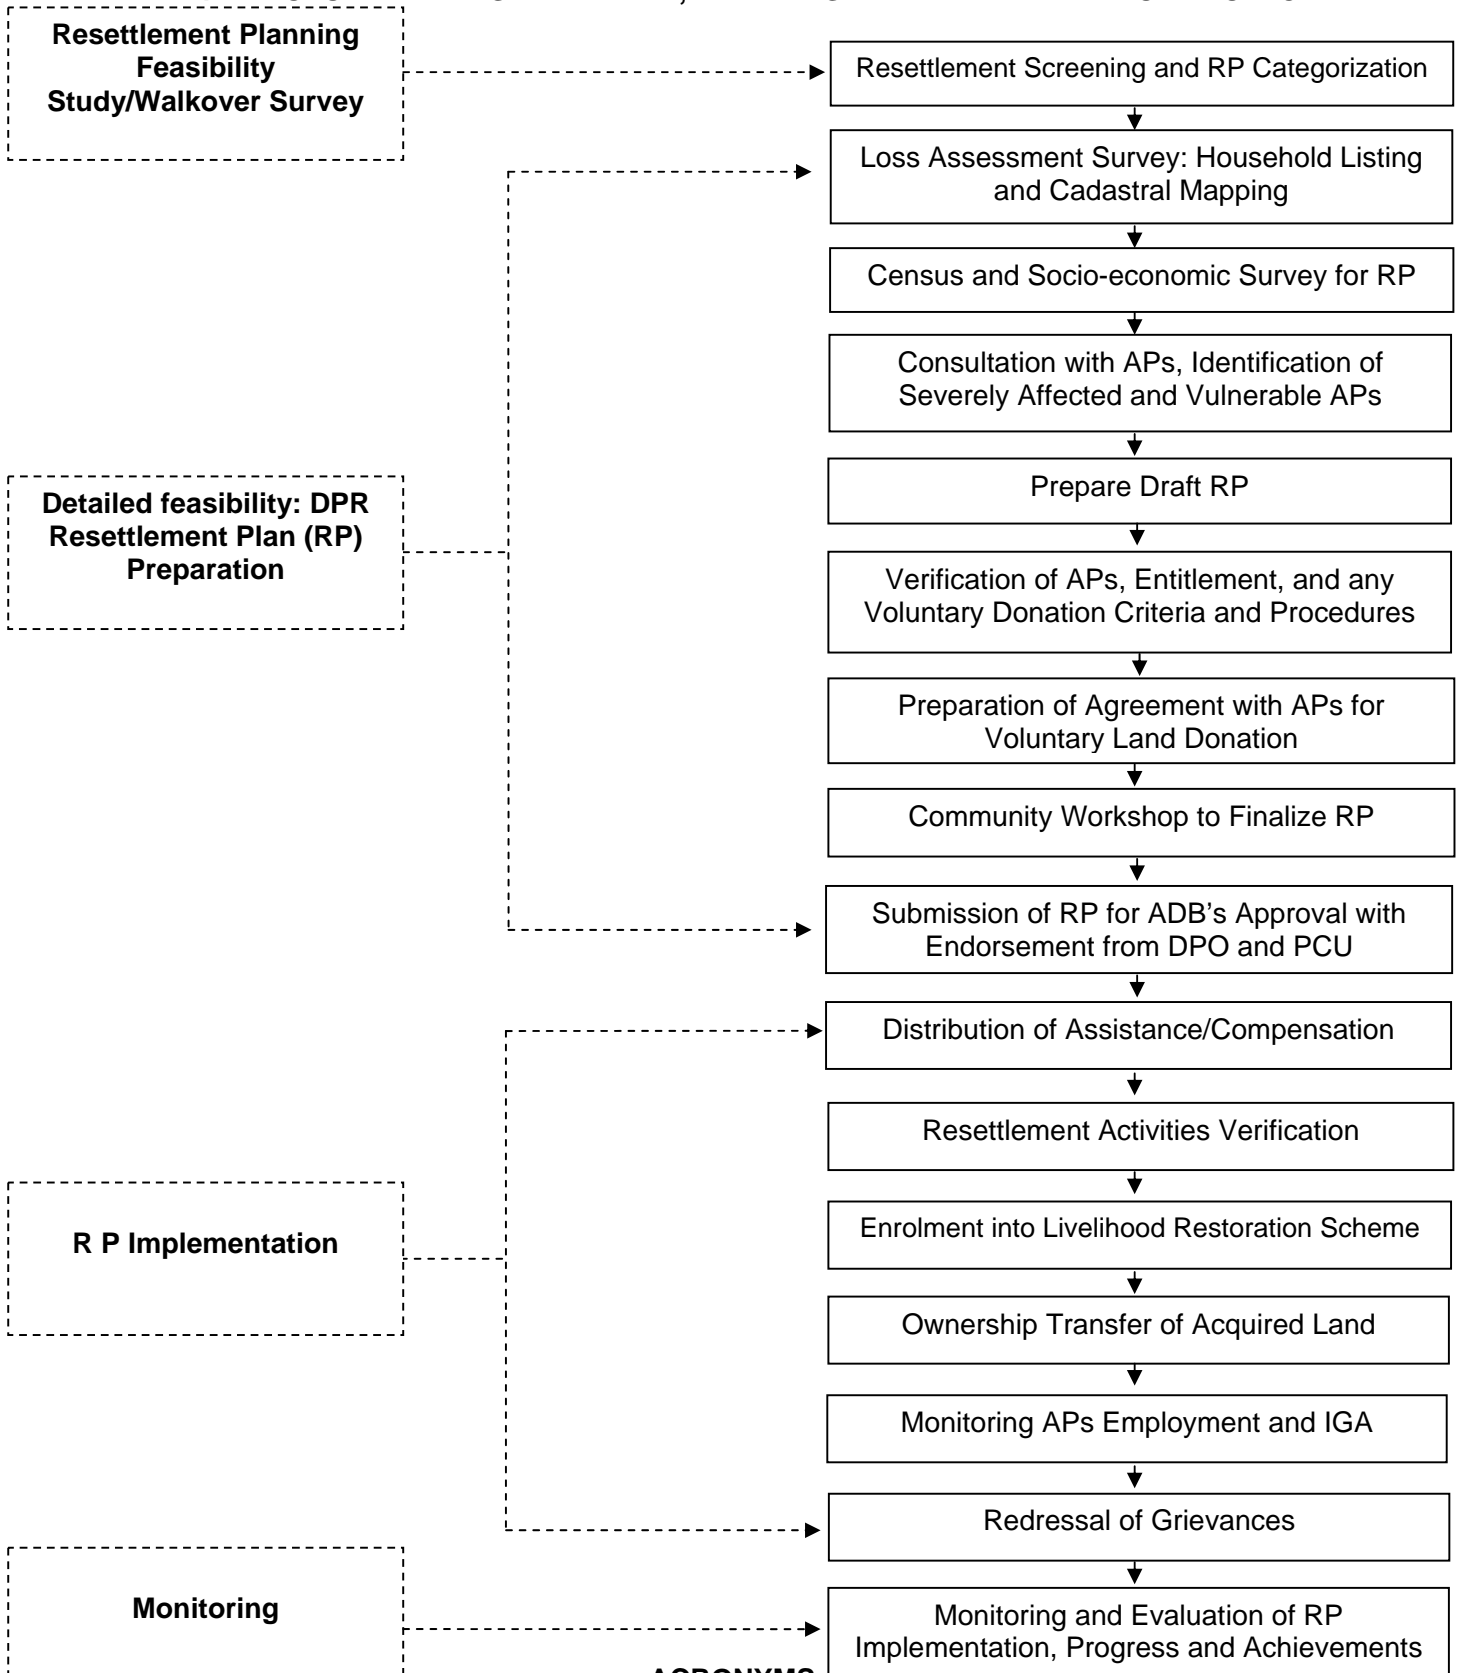 Resettlement Planning
Feasibility
Study/Walkover Survey
Resettlement Screening and RP Categorization
Loss Assessment Survey: Household Listing
and Cadastral Mapping
Census and Socio-economic Survey for RP
Consultation with APs, Identification of
Severely Affected and Vulnerable APs
Detailed feasibility: DPR
Resettlement Plan (RP)
Preparation
Prepare Draft RP
Verification of APs, Entitlement, and any
Voluntary Donation Criteria and Procedures
Preparation of Agreement with APs for
Voluntary Land Donation
Community Workshop to Finalize RP
Submission of RP for ADB’s Approval with
Endorsement from DPO and PCU
R P Implementation
Distribution of Assistance/Compensation
Resettlement Activities Verification
Enrolment into Livelihood Restoration Scheme
Ownership Transfer of Acquired Land
Monitoring APs Employment and IGA
Redressal of Grievances
Monitoring
Monitoring and Evaluation of RP
Implementation, Progress and Achievements
ACRONYMS